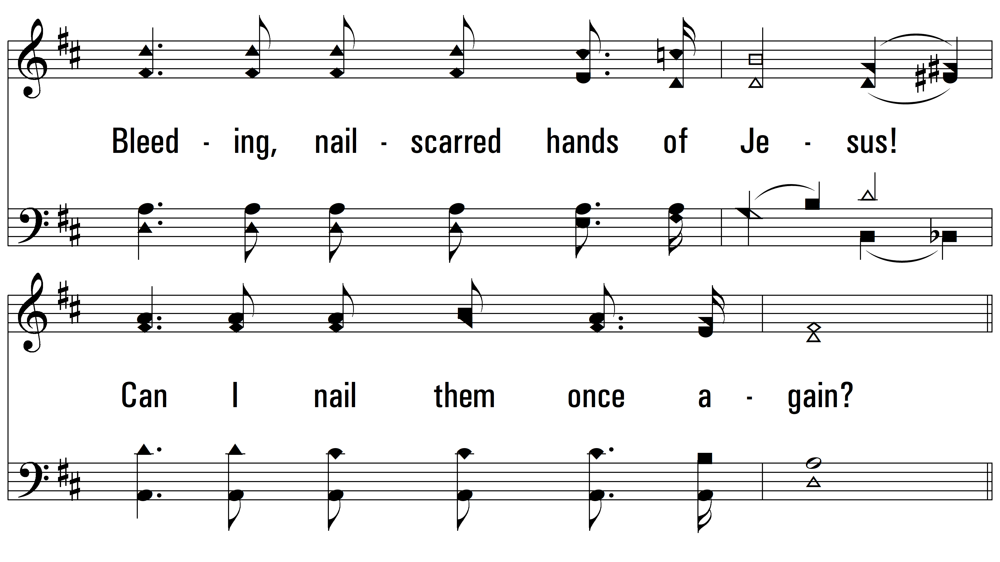 Bleed - ing, nail - scarred hands of Je - sus!
Can I nail them once a - gain?